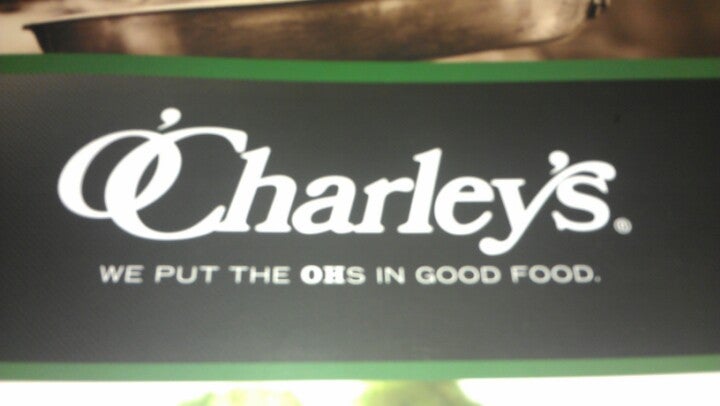 O'Charley's®
WE PUT THE OHS IN GOOD FOOD.